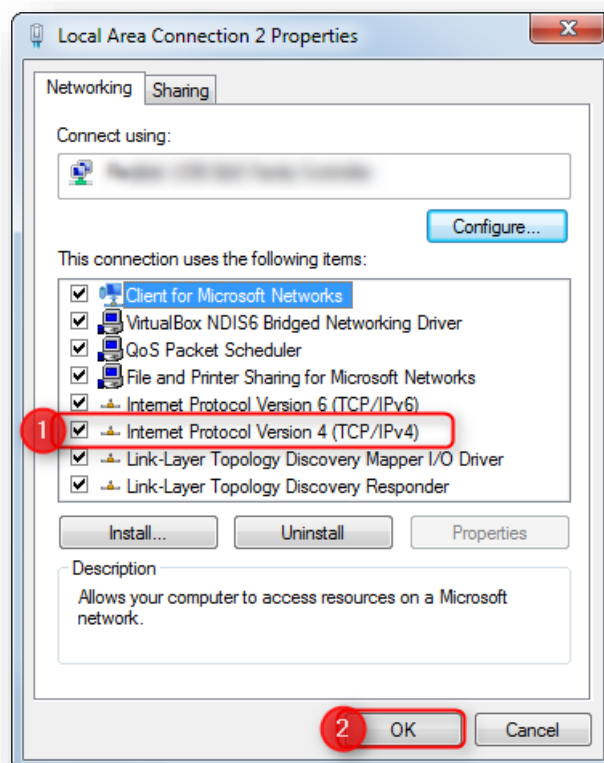 Local Area Connection 2 Properties
Networking
Sharing
Connect using:
Configure...
This connection uses the following items:
Client for Microsoft Networks
VirtualBox NDIS6 Bridged Networking Driver
QoS Packet Scheduler
File and Printer Sharing for Microsoft Networks
Internet Protocol Version 6 (TCP/IPv6)
1 Internet Protocol Version 4 (TCP/IPv4)
Link-Layer Topology Discovery Mapper I/O Driver
Link-Layer Topology Discovery Responder
Install... Uninstall Properties
Description
Allows your computer to access resources on a Microsoft
network.
2 OK Cancel